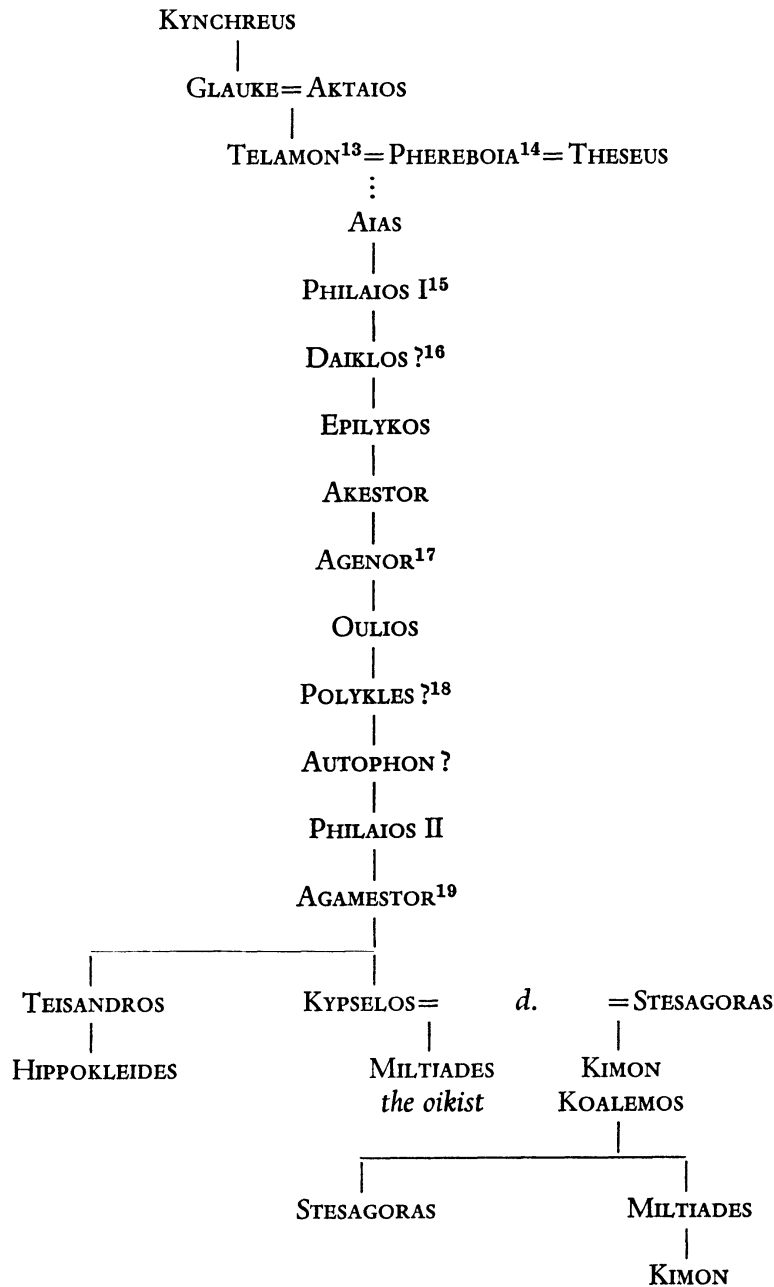 KYNCHREUS
GLAUKE=AKTAIOS
TELAMON¹³=PHEREBOIA¹⁴=THESEUS
AIAS
PHILAIOS I¹⁵
DAIKLOS ?¹⁶
EPILYKOS
AKESTOR
AGENOR¹⁷
OULIOS
POLYKLES ?¹⁸
AUTOPHON ?
PHILAIOS II
AGAMESTOR¹⁹
TEISANDROS KYPSELOS= d. =STESAGORAS
HIPPOKLEIDES MILTIADES KIMON
the oikist KOALEMOS
STESAGORAS MILTIADES
KIMON